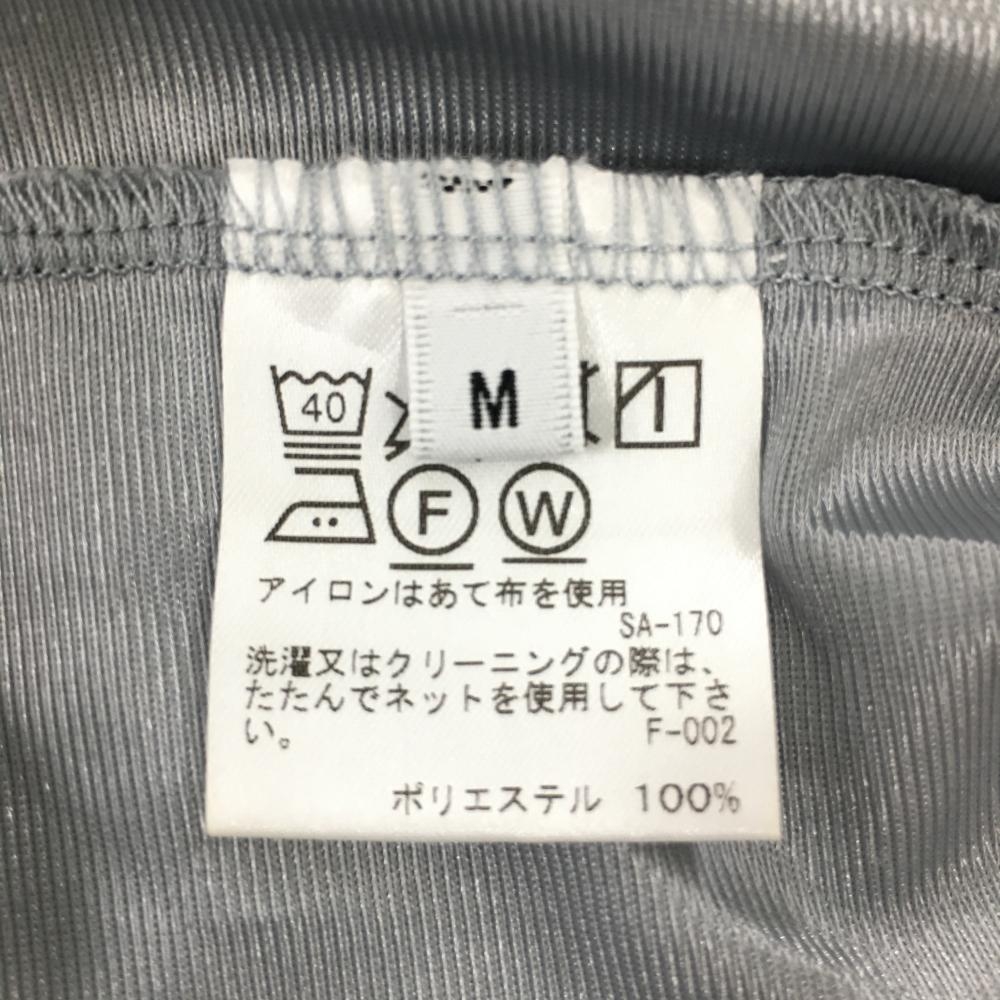 M
40
F W
アイロンはあて布を使用
SA-170
洗濯又はクリーニングの際は、
たたんでネットを使用して下さ
い。 F-002
ポリエステル 100%